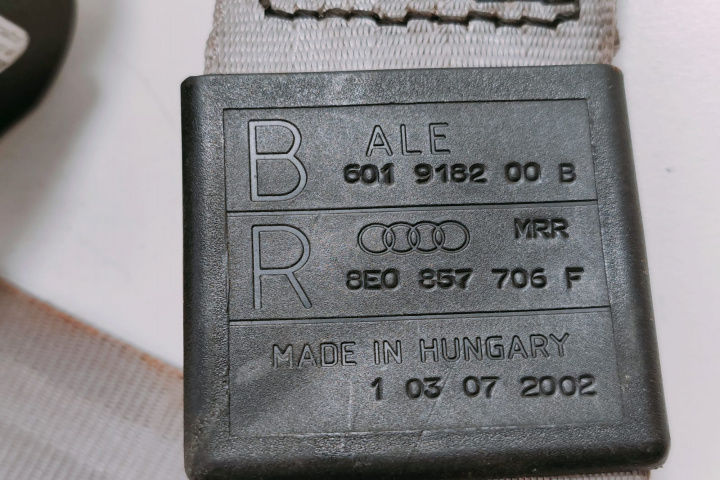 B ALE
601 9182 00 B
R MRR
8E0 857 706 F
MADE IN HUNGARY
1 03 07 2002